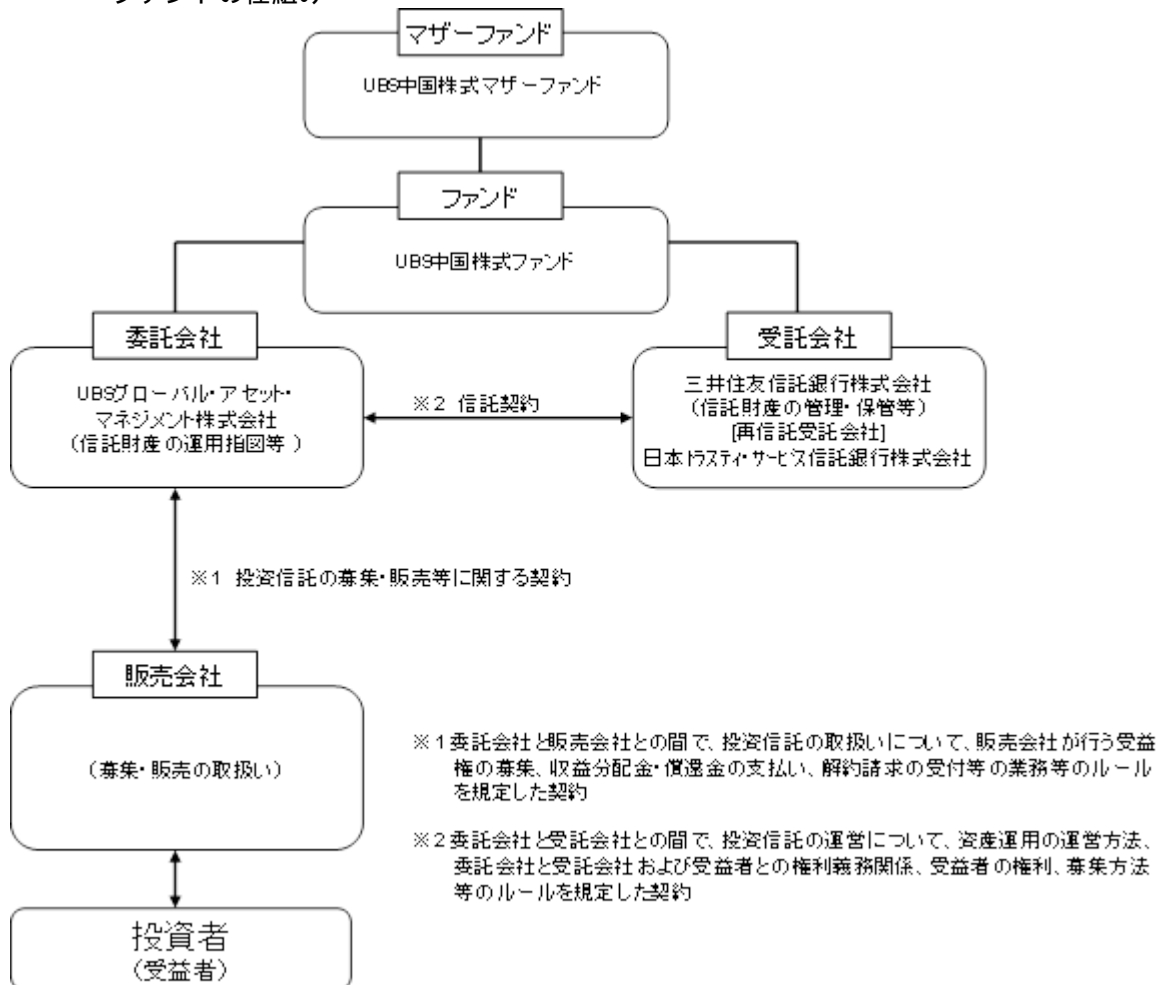 ファンドの仕組み
マザーファンド
UBS中国株式マザーファンド
ファンド
UBS中国株式ファンド
委託会社
UBSグローバル・アセット・
マネジメント株式会社
(信託財産の運用指図等)
※2 信託契約
受託会社
三井住友信託銀行株式会社
(信託財産の管理・保管等)
[再信託受託会社]
日本トラスティ・サービス信託銀行株式会社
※1 投資信託の募集・販売等に関する契約
販売会社
(募集・販売の取扱い)
※1委託会社と販売会社との間で、投資信託の取扱いについて、販売会社が行う受益
権の募集、収益分配金・償還金の支払い、解約請求の受付等の業務等のルール
を規定した契約
※2委託会社と受託会社との間で、投資信託の運営について、資産運用の運営方法、
委託会社と受託会社および受益者との権利義務関係、受益者の権利、募集方法
等のルールを規定した契約
投資者
(受益者)